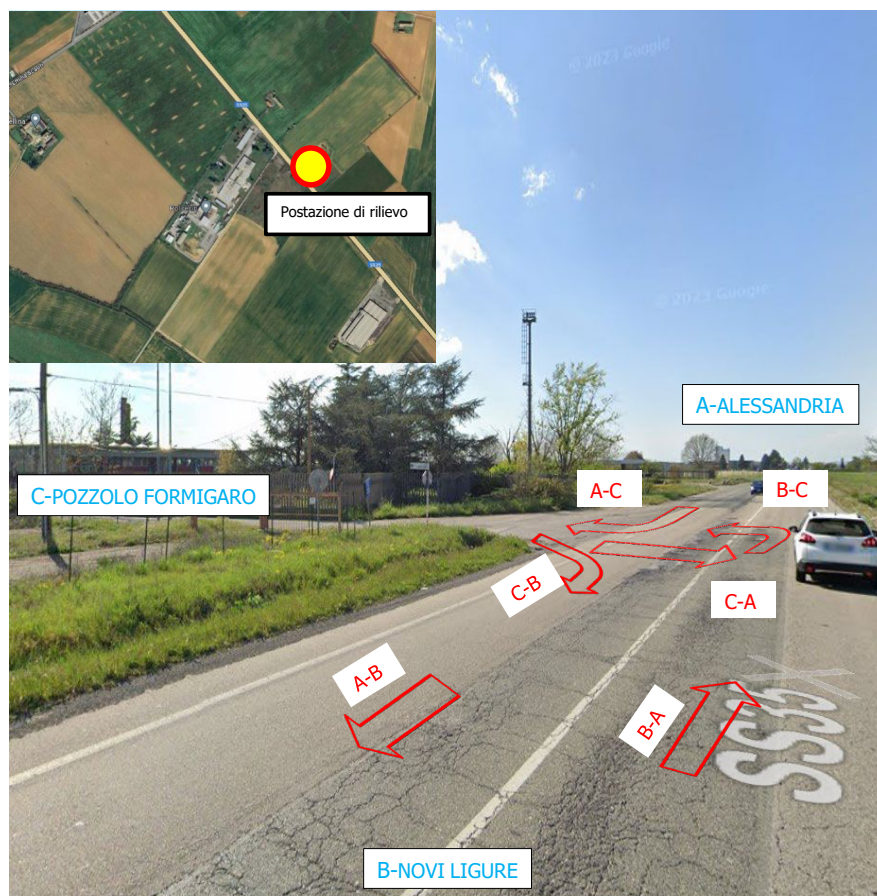 Postazione di rilievo
© 2023 Google
© 2023 Google
A-ALESSANDRIA
C-POZZOLO FORMIGARO
A-C
B-C
C-B
C-A
A-B
B-A
B-NOVI LIGURE